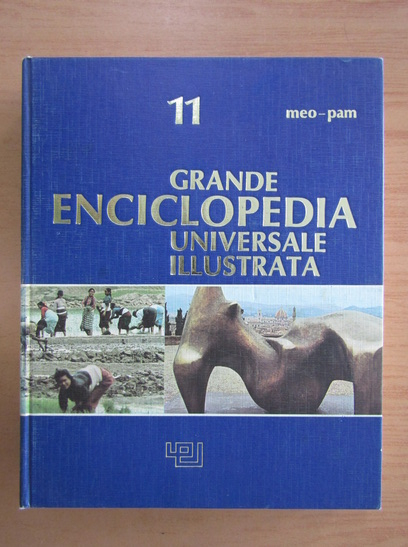 11
meo-pam
GRANDE
ENCICLOPEDIA
UNIVERSALE
ILLUSTRATA